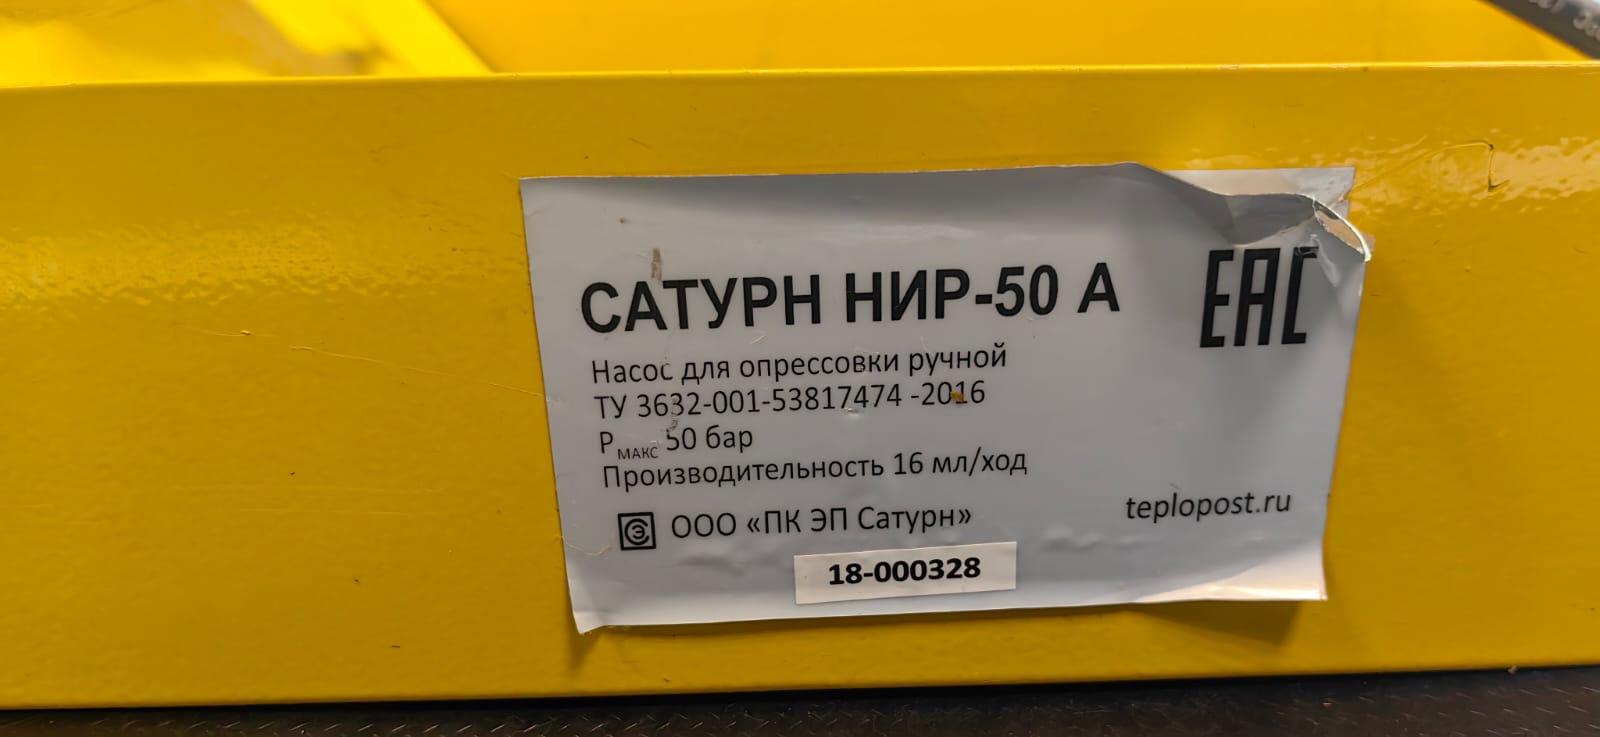 САТУРН НИР-50 А
EAC
Насос для опрессовки ручной
ТУ 3632-001-53817474 -2016
Pмакс 50 бар
Производительность 16 мл/ход
ООО «ПК ЭП Сатурн»
teplopost.ru
18-000328